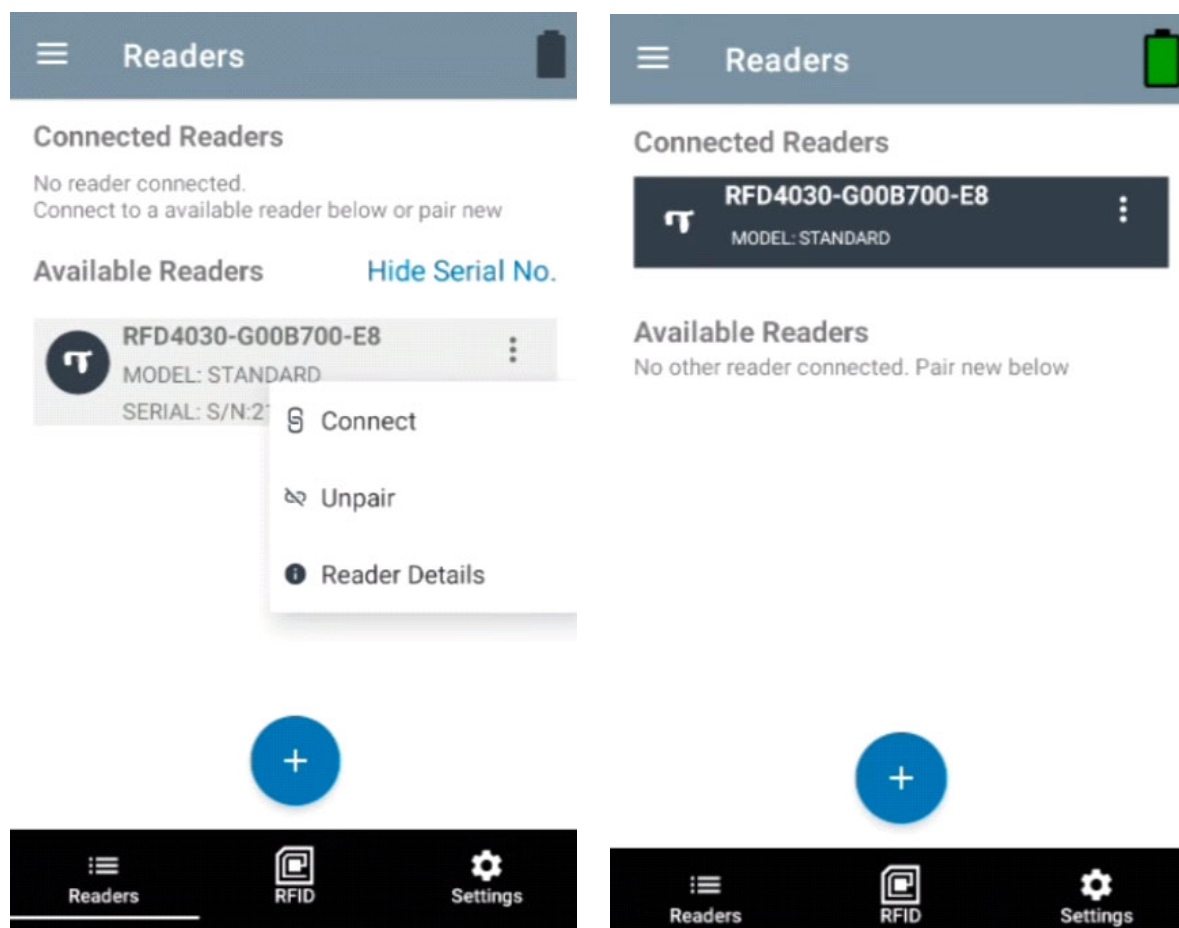 Readers
Connected Readers
No reader connected.
Connect to a available reader below or pair new
Available Readers
Hide Serial No.
RFD4030-G00B700-E8
MODEL: STANDARD
SERIAL: S/N:2
Connect
Unpair
Reader Details
+
Readers
RFID
Settings
Readers
Connected Readers
RFD4030-G00B700-E8
MODEL: STANDARD
Available Readers
No other reader connected. Pair new below
+
Readers
RFID
Settings